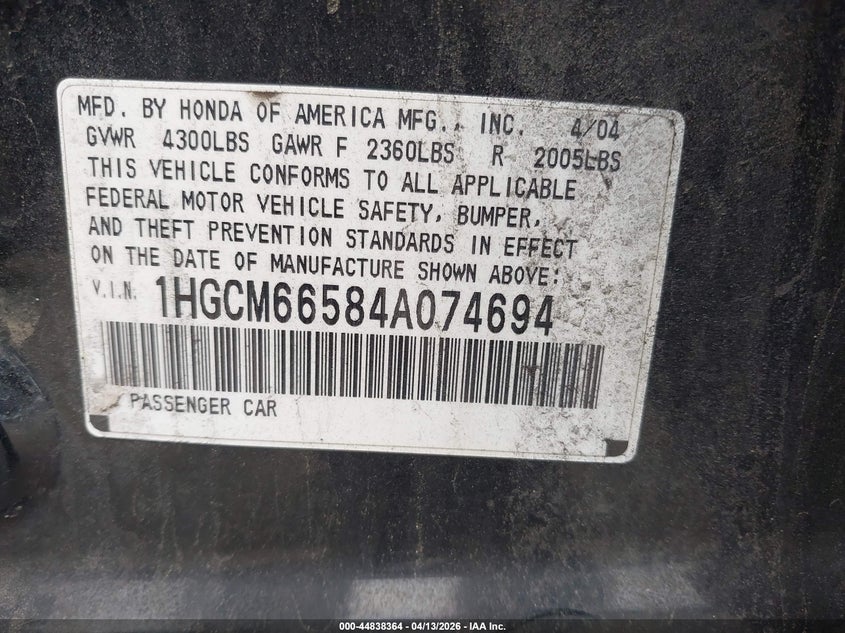 MFD. BY HONDA OF AMERICA MFG., INC. 4/04
GVWR 4300LBS GAWR F 2360LBS R 2005LBS
THIS VEHICLE CONFORMS TO ALL APPLICABLE
FEDERAL MOTOR VEHICLE SAFETY, BUMPER,
AND THEFT PREVENTION STANDARDS IN EFFECT
ON THE DATE OF MANUFACTURE SHOWN ABOVE:
V.I.N. 1HGCM66584A074694
PASSENGER CAR
000-44838364 - 04/13/2026 - IAA Inc.